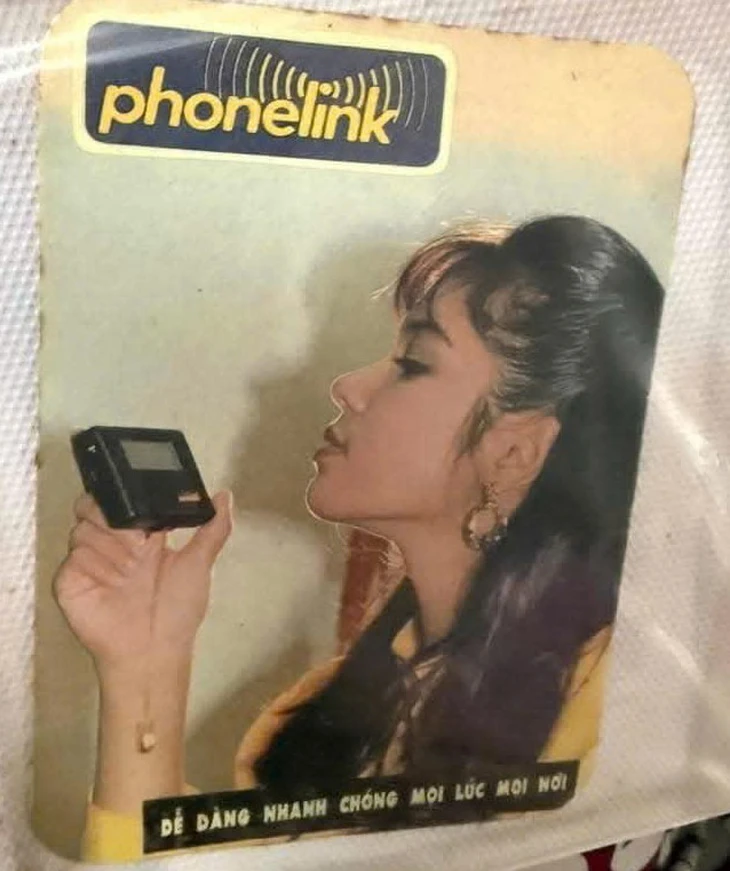 phonelink
DỄ DÀNG NHANH CHÓNG MỌI LÚC MỌI NƠI